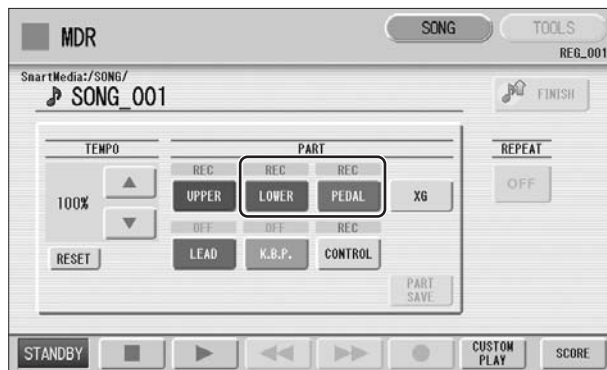 MDR
SONG
TOOLS
REG_001
SmartMedia:/SONG/
SONG_001
FINISH
TEMPO
PART
REPEAT
REC REC REC
100%
UPPER LOWER PEDAL XG
OFF
OFF OFF REC
RESET
LEAD K.B.P. CONTROL
PART
SAVE
STANDBY
CUSTOM
PLAY
SCORE